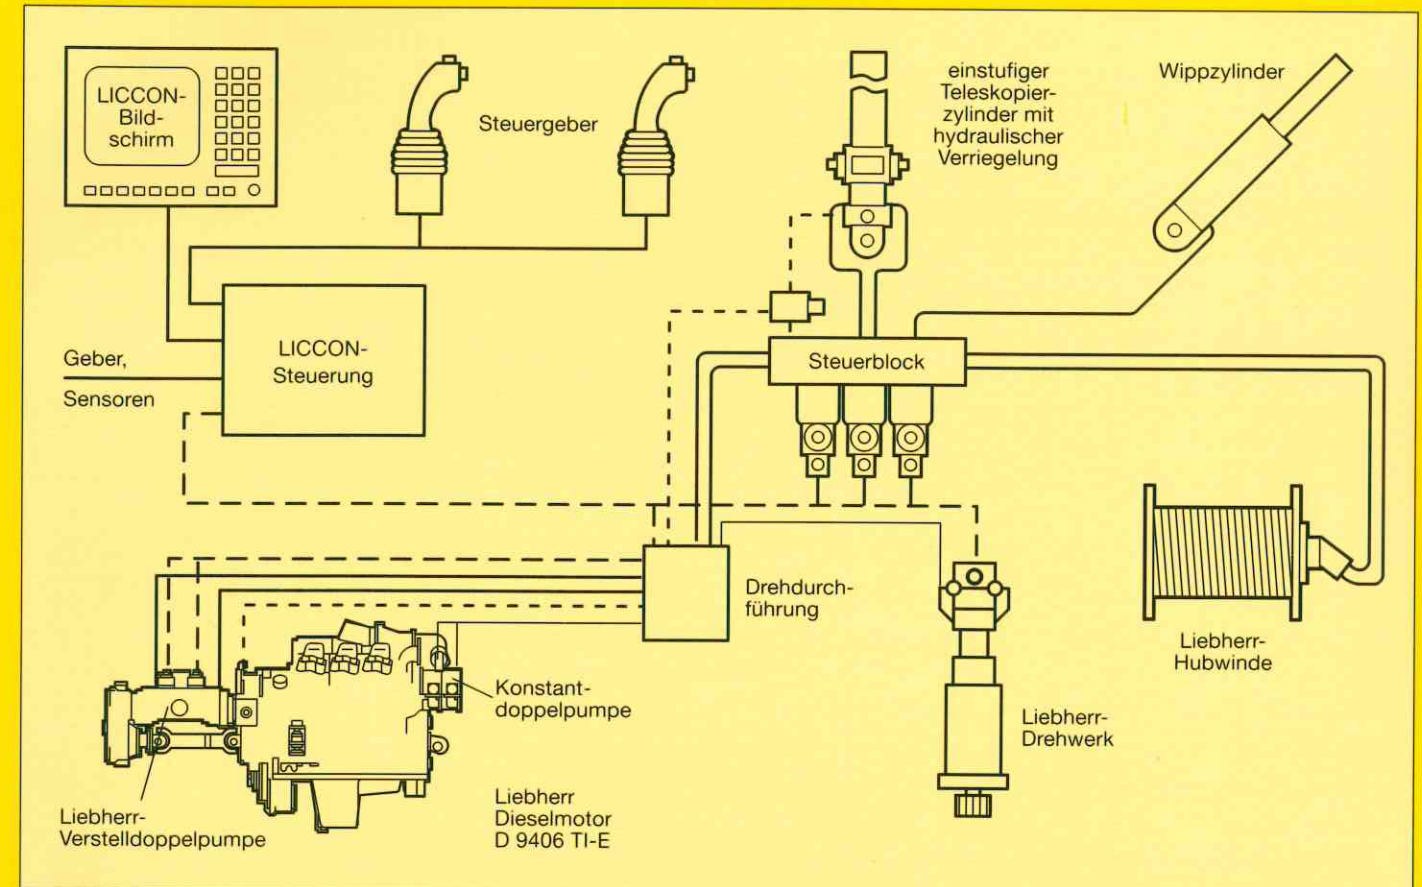 LICCON-
Bild-
schirm
Steuergeber
einstufiger
Teleskopier-
zylinder mit
hydraulischer
Verriegelung
Wippzylinder
Geber,
Sensoren
LICCON-
Steuerung
Steuerblock
Drehdurch-
führung
Liebherr-
Hubwinde
Konstant-
doppelpumpe
Liebherr-
Drehwerk
Liebherr-
Verstelldoppelpumpe
Liebherr
Dieselmotor
D 9406 TI-E